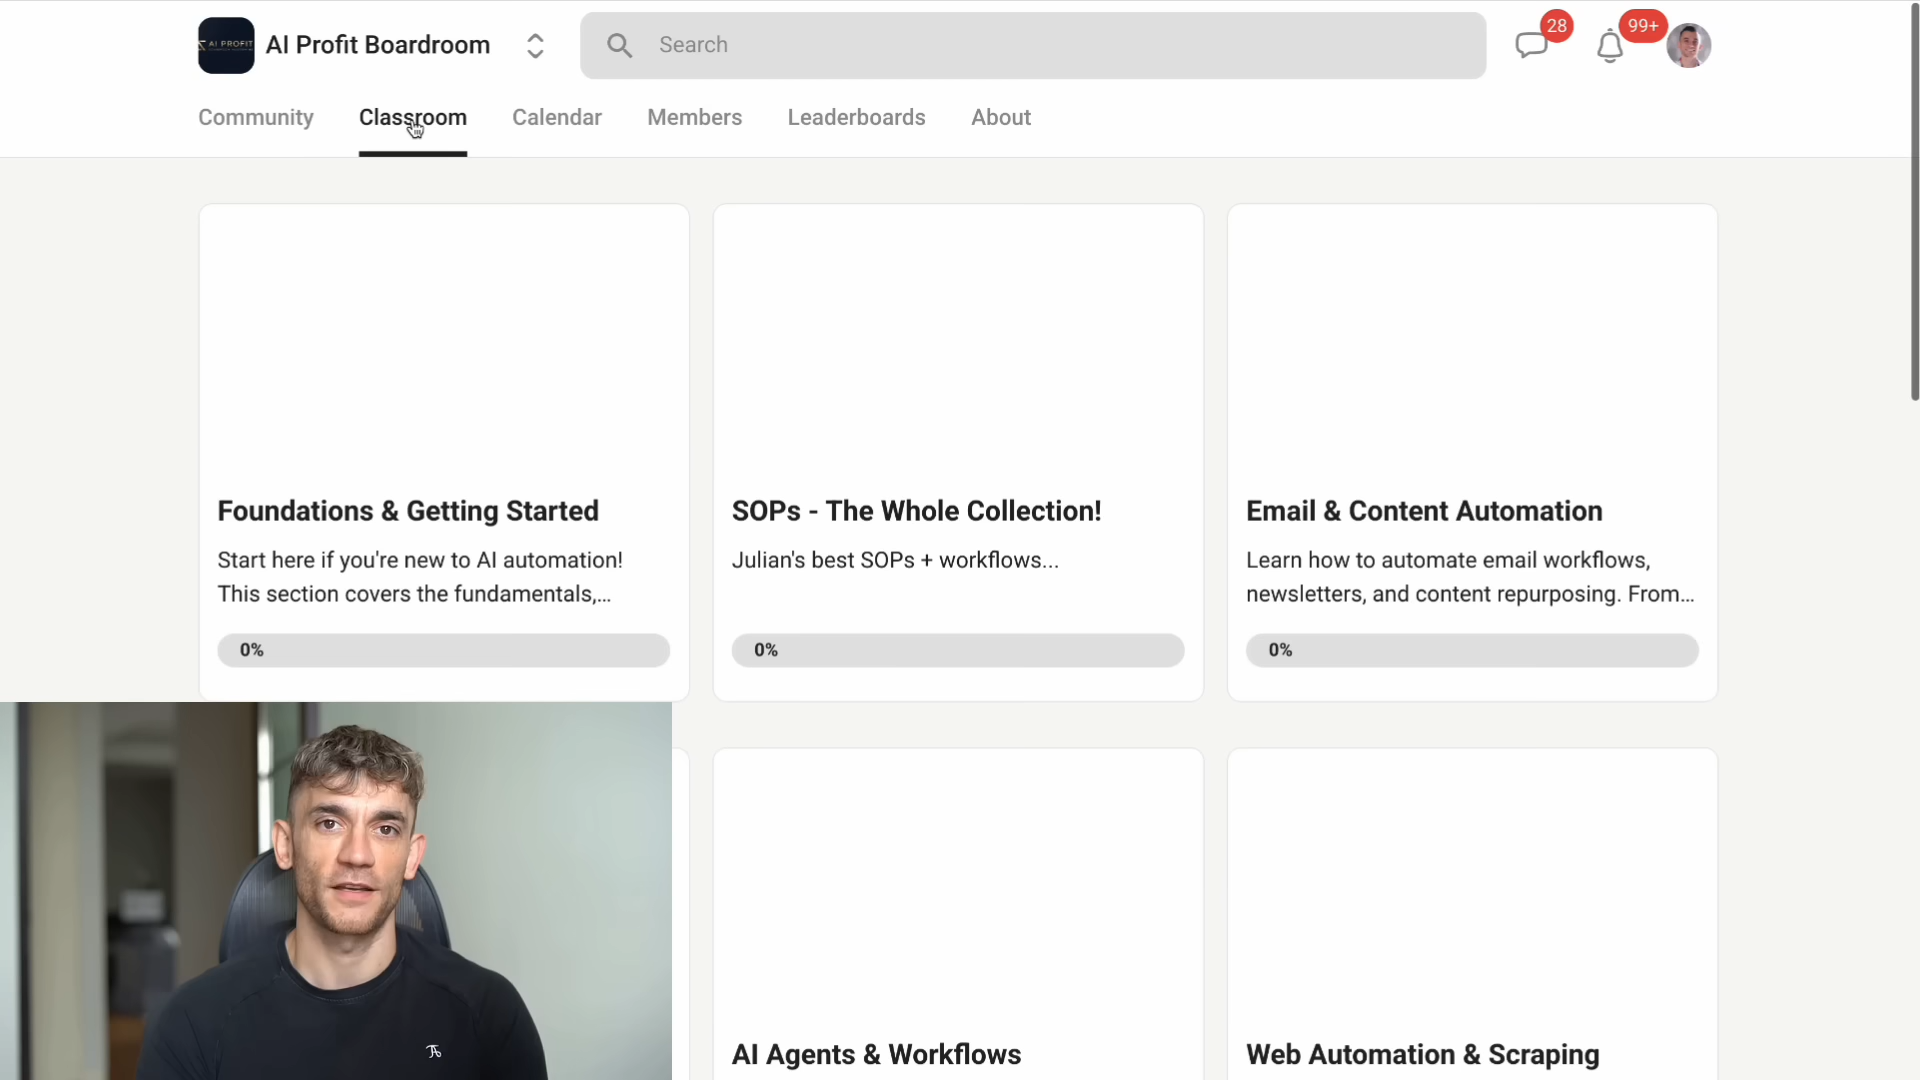 AI PROFIT
AI Profit Boardroom
Search
28
99+
Community
Classroom
Calendar
Members
Leaderboards
About
Foundations & Getting Started
Start here if you're new to AI automation!
This section covers the fundamentals,...
0%
SOPs - The Whole Collection!
Julian's best SOPs + workflows...
0%
Email & Content Automation
Learn how to automate email workflows,
newsletters, and content repurposing. From...
0%
AI Agents & Workflows
Web Automation & Scraping